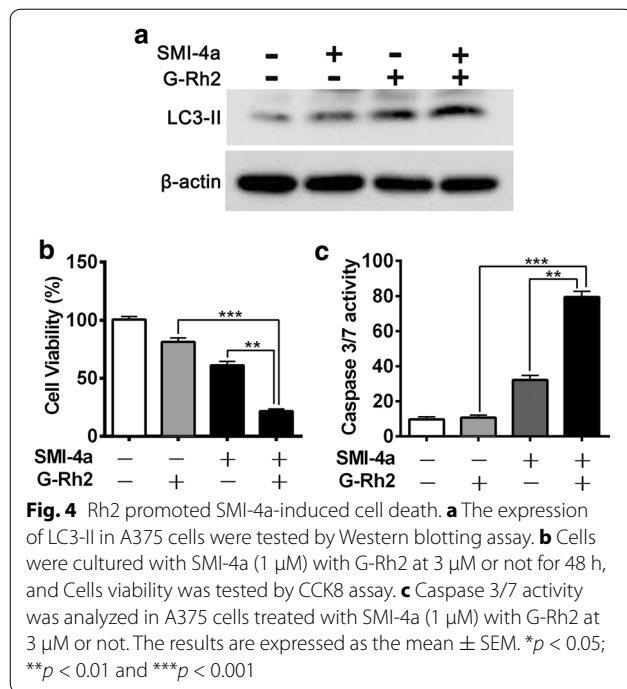 a
SMI-4a - + - +
G-Rh2 - - + +
LC3-II
β-actin
b
Cell Viability (%)
150
100
50
0
***
**
SMI-4a — — + +
G-Rh2 — + — +
c
Caspase 3/7 activity
100
80
60
40
20
0
***
**
SMI-4a — — + +
G-Rh2 — + — +
Fig. 4 Rh2 promoted SMI-4a-induced cell death. a The expression
of LC3-II in A375 cells were tested by Western blotting assay. b Cells
were cultured with SMI-4a (1 μM) with G-Rh2 at 3 μM or not for 48 h,
and Cells viability was tested by CCK8 assay. c Caspase 3/7 activity
was analyzed in A375 cells treated with SMI-4a (1 μM) with G-Rh2 at
3 μM or not. The results are expressed as the mean ± SEM. *p < 0.05;
**p < 0.01 and ***p < 0.001